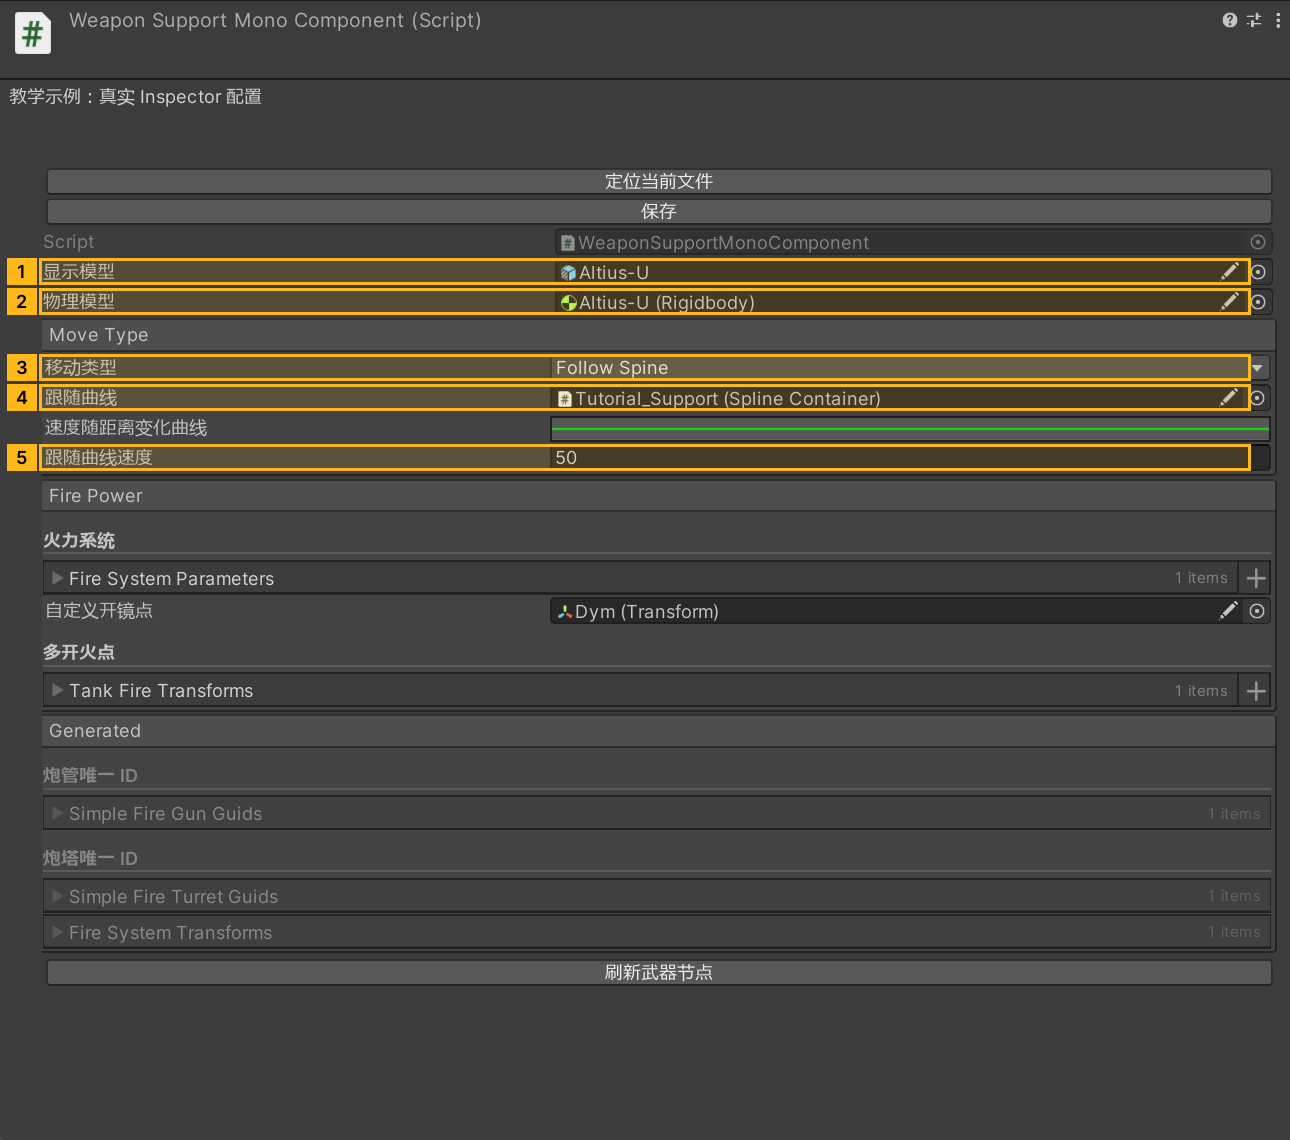 Weapon Support Mono Component (Script)
教学示例：真实 Inspector 配置
定位当前文件
保存
Script WeaponSupportMonoComponent
1 显示模型 Altius-U
2 物理模型 Altius-U (Rigidbody)
Move Type
3 移动类型 Follow Spine
4 跟随曲线 Tutorial_Support (Spline Container)
速度随距离变化曲线
5 跟随曲线速度 50
Fire Power
火力系统
Fire System Parameters 1 items
自定义开镜点 Dym (Transform)
多开火点
Tank Fire Transforms 1 items
Generated
炮管唯一 ID
Simple Fire Gun Guids 1 items
炮塔唯一 ID
Simple Fire Turret Guids 1 items
Fire System Transforms 1 items
刷新武器节点